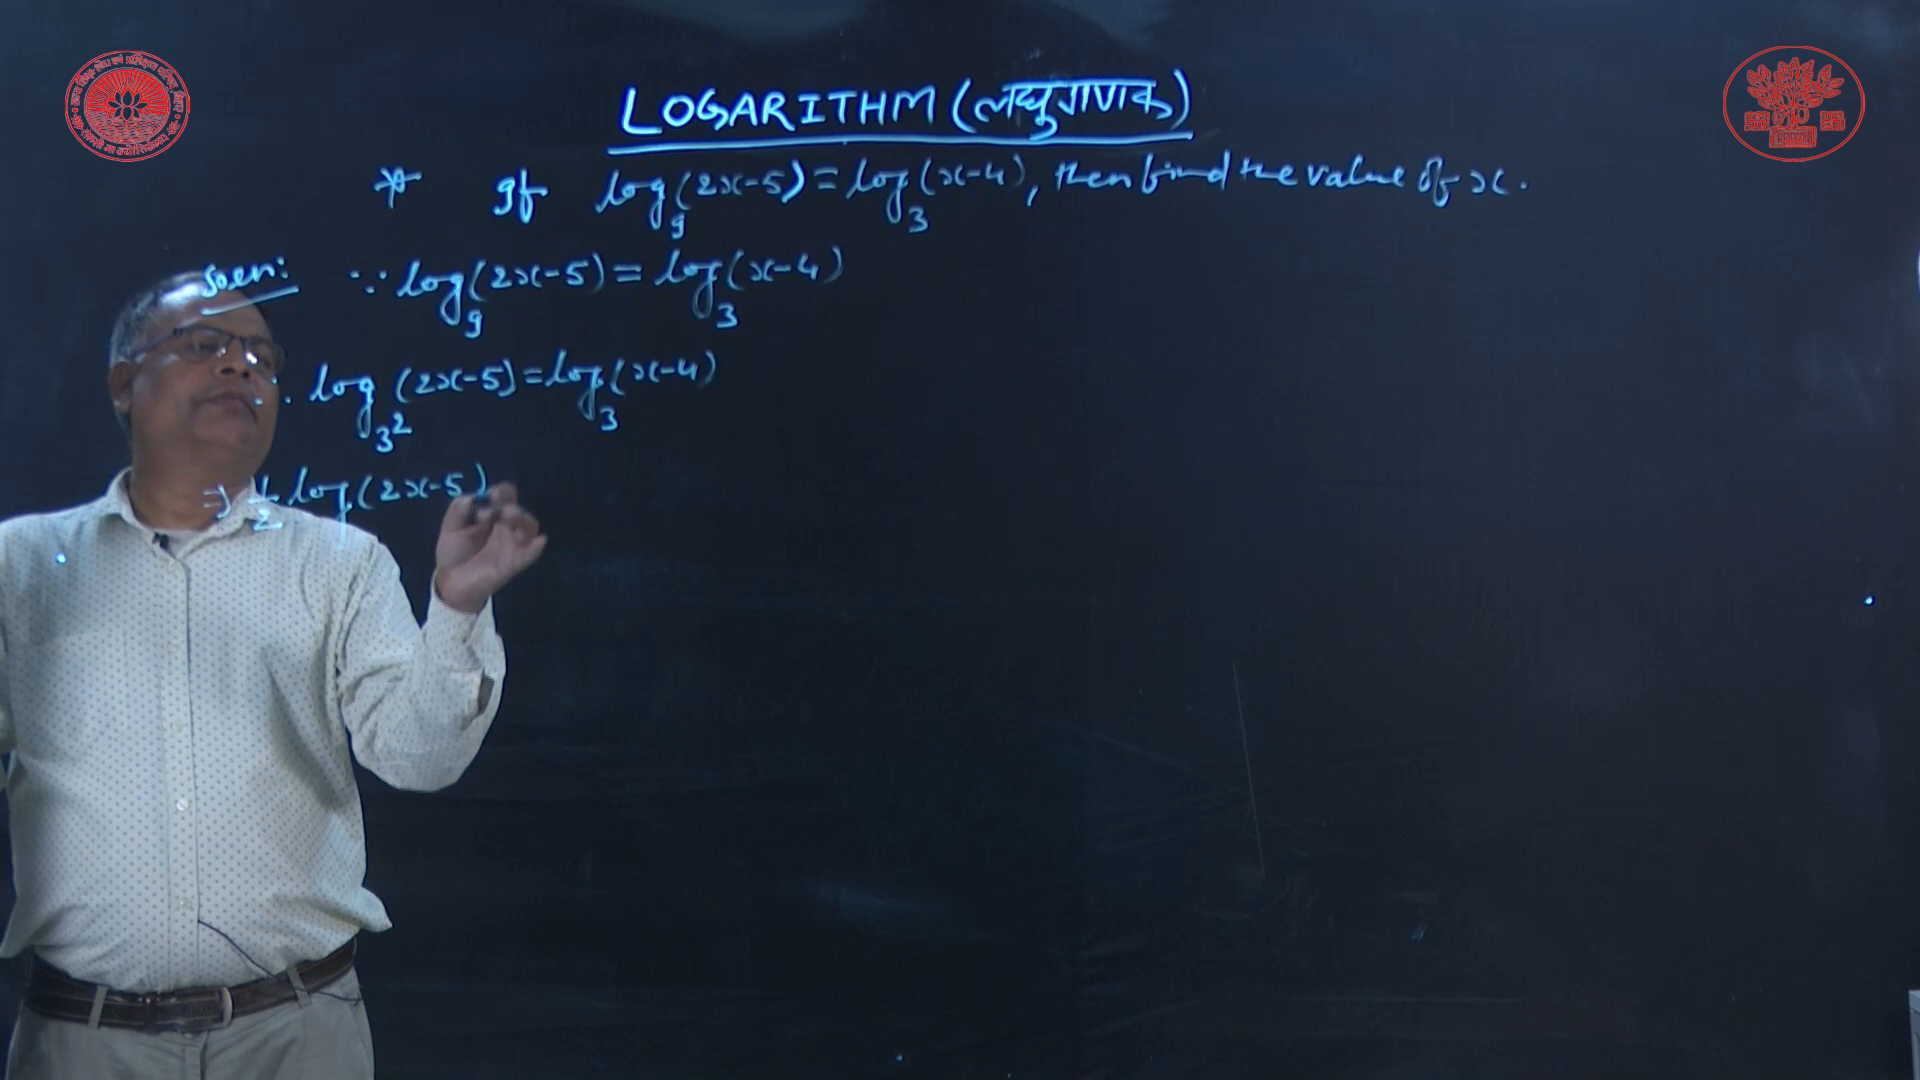 LOGARITHM (लघुगणक)
* If log₉(2x-5) = log₃(x-4), then find the value of x.
Soln: ∵ log₉(2x-5) = log₃(x-4)
∴ log₃²(2x-5) = log₃(x-4)
⇒ 1/2 log₃(2x-5)